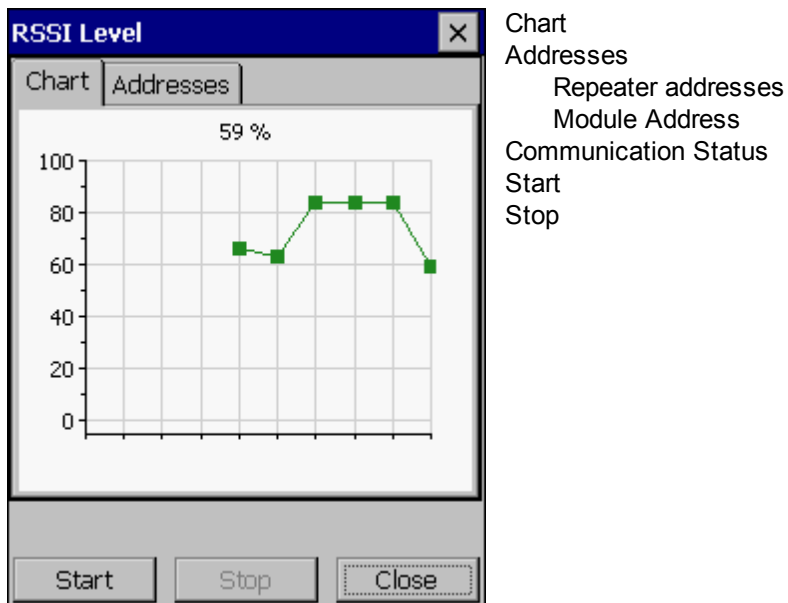 RSSI Level
Chart
Addresses
59 %
100
80
60
40
20
0
Start
Stop
Close
Chart
Addresses
Repeater addresses
Module Address
Communication Status
Start
Stop